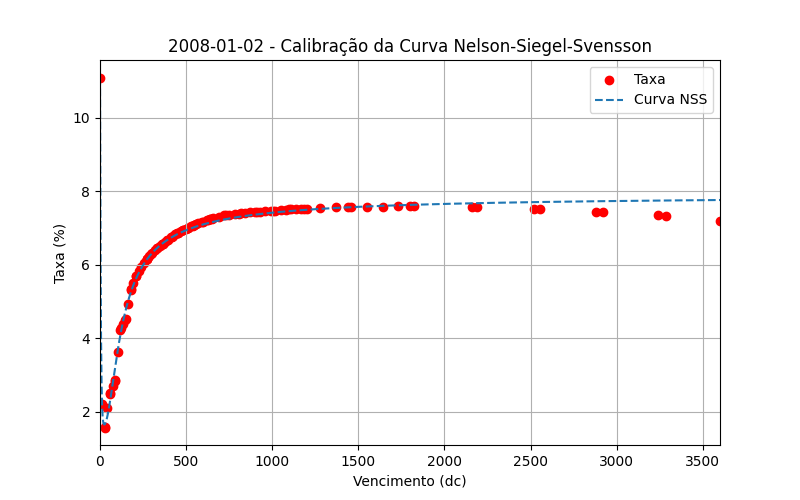 2008-01-02 - Calibração da Curva Nelson-Siegel-Svensson
Taxa
Curva NSS
Taxa (%)
10
8
6
4
2
0
500
1000
1500
2000
2500
3000
3500
Vencimento (dc)